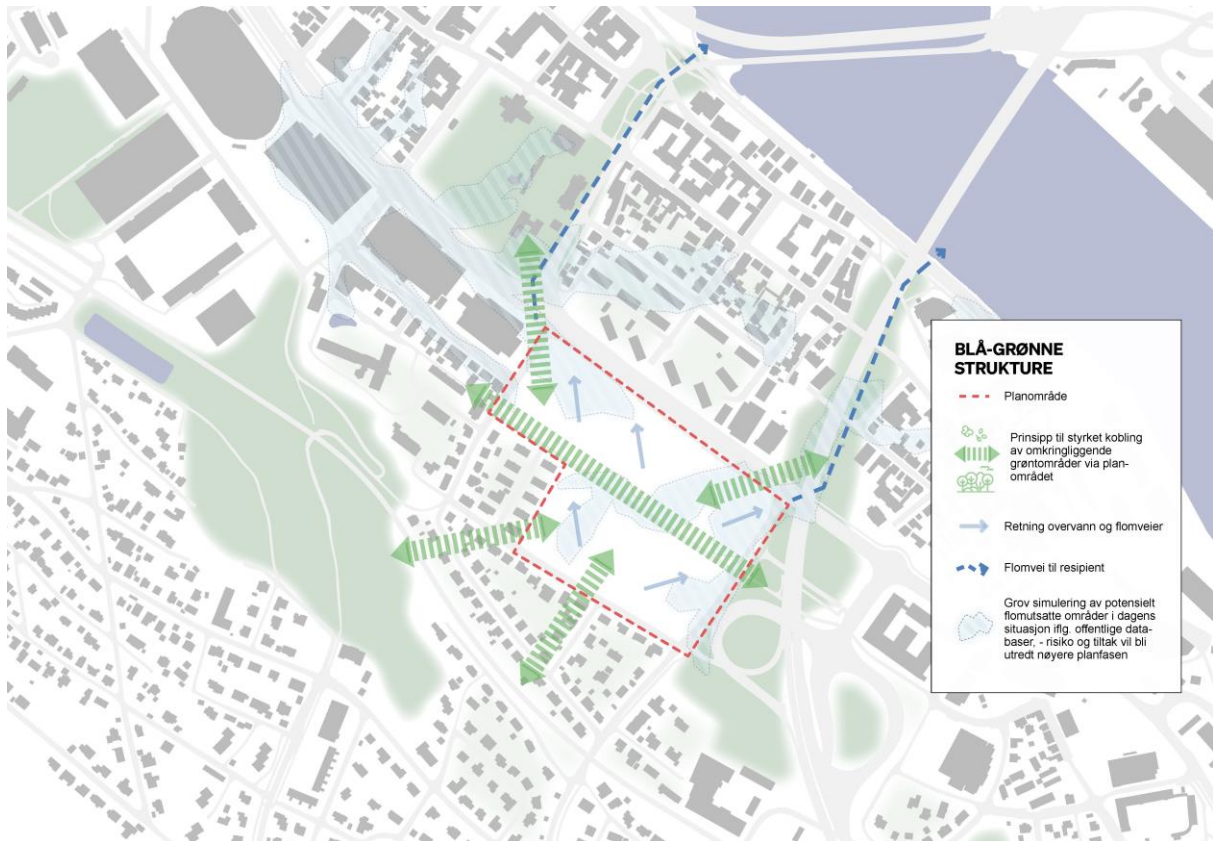 BLÅ-GRØNNE
STRUKTURE
Planområde
Prinsipp til styrket kobling
av omkringliggende
grøntområder via plan-
området
Retning overvann og flomveier
Flomvei til resipient
Grov simulering av potensielt
flomutsatte områder i dagens
situasjon iflg. offentlige data-
baser, - risiko og tiltak vil bli
utredt nøyere planfasen